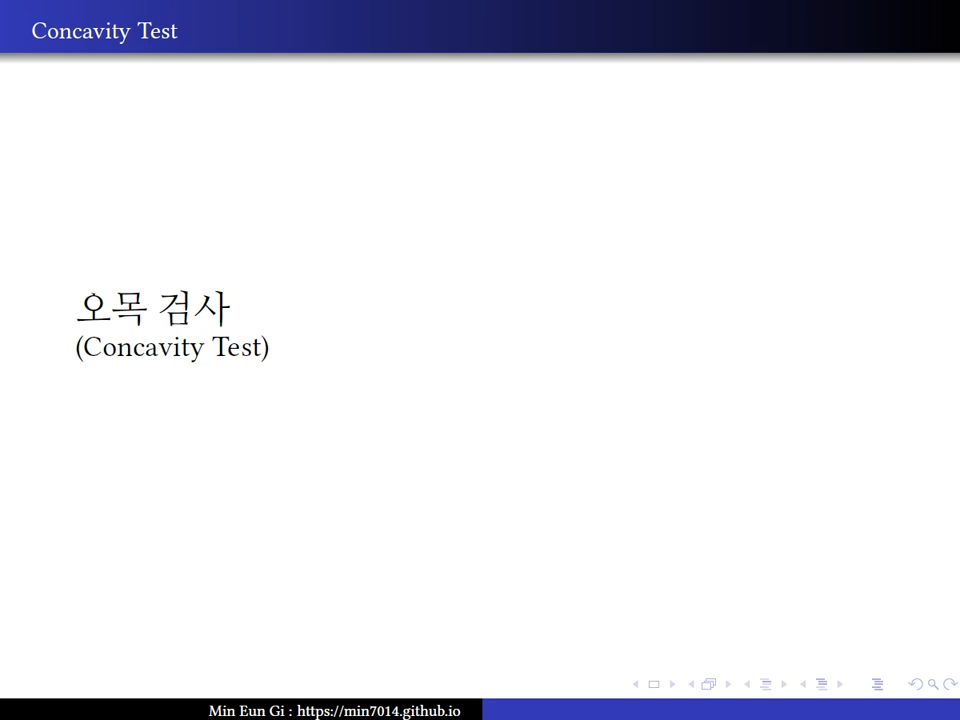 Concavity Test
오목 검사
(Concavity Test)
Min Eun Gi : https://min7014.github.io